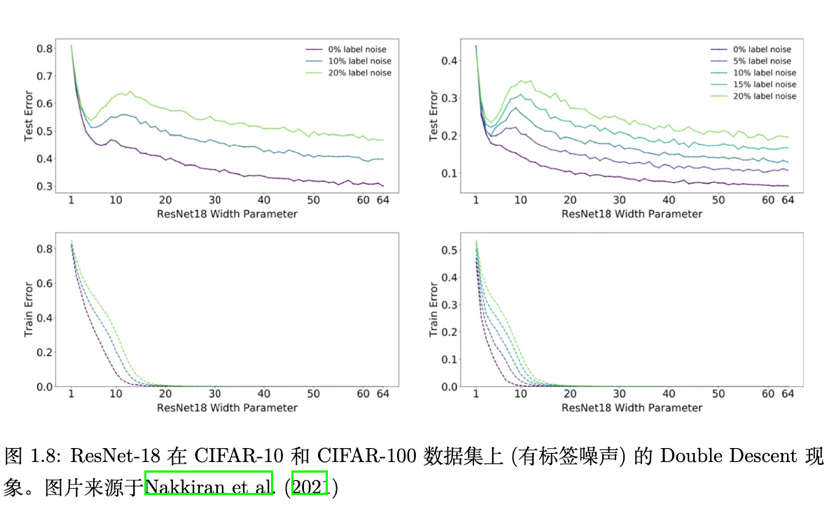 0.8
0.7
0.6
0.5
0.4
0.3
Test Error
0% label noise
10% label noise
20% label noise
1 10 20 30 40 50 60 64
ResNet18 Width Parameter
0.4
0.3
0.2
0.1
Test Error
0% label noise
5% label noise
10% label noise
15% label noise
20% label noise
1 10 20 30 40 50 60 64
ResNet18 Width Parameter
0.8
0.6
0.4
0.2
0.0
Train Error
1 10 20 30 40 50 60 64
ResNet18 Width Parameter
0.5
0.4
0.3
0.2
0.1
0.0
Train Error
1 10 20 30 40 50 60 64
ResNet18 Width Parameter
图 1.8: ResNet-18 在 CIFAR-10 和 CIFAR-100 数据集上 (有标签噪声) 的 Double Descent 现
象。图片来源于Nakkiran et al. (2021)